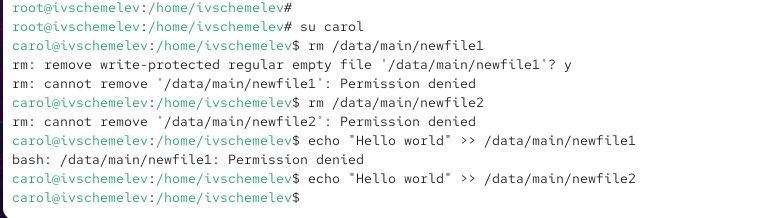 root@ivschemelev:/home/ivschemelev#
root@ivschemelev:/home/ivschemelev# su carol
carol@ivschemelev:/home/ivschemelev$ rm /data/main/newfile1
rm: remove write-protected regular empty file '/data/main/newfile1'? y
rm: cannot remove '/data/main/newfile1': Permission denied
carol@ivschemelev:/home/ivschemelev$ rm /data/main/newfile2
rm: cannot remove '/data/main/newfile2': Permission denied
carol@ivschemelev:/home/ivschemelev$ echo "Hello world" >> /data/main/newfile1
bash: /data/main/newfile1: Permission denied
carol@ivschemelev:/home/ivschemelev$ echo "Hello world" >> /data/main/newfile2
carol@ivschemelev:/home/ivschemelev$